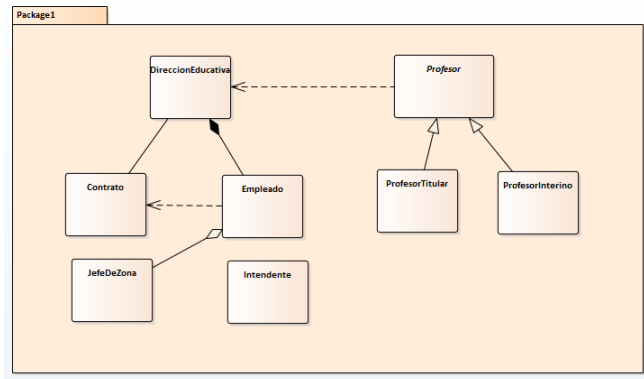 Package1
DireccionEducativa
Profesor
Contrato
Empleado
ProfesorTitular
ProfesorInterino
JefeDeZona
Intendente